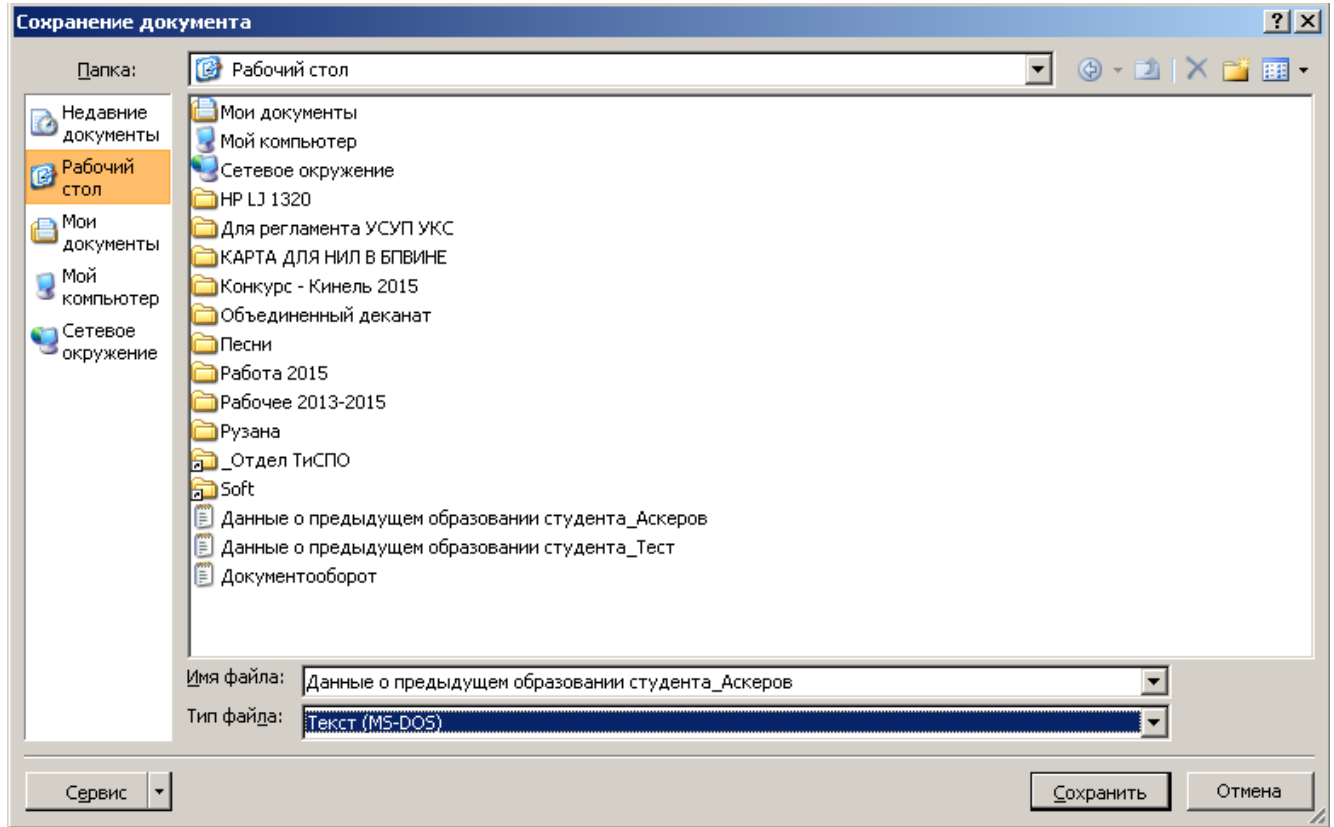 Сохранение документа
Папка:
Рабочий стол
Недавние
документы
Рабочий
стол
Мои
документы
Мой
компьютер
Сетевое
окружение
Мои документы
Мой компьютер
Сетевое окружение
HP LJ 1320
Для регламента УСУП УКС
КАРТА ДЛЯ НИЛ В БПВИНЕ
Конкурс - Кинель 2015
Объединенный деканат
Песни
Работа 2015
Рабочее 2013-2015
Рузана
_Отдел ТиСПО
Soft
Данные о предыдущем образовании студента_Аскеров
Данные о предыдущем образовании студента_Тест
Документооборот
Имя файла:
Данные о предыдущем образовании студента_Аскеров
Тип файла:
Текст (MS-DOS)
Сервис
Сохранить
Отмена